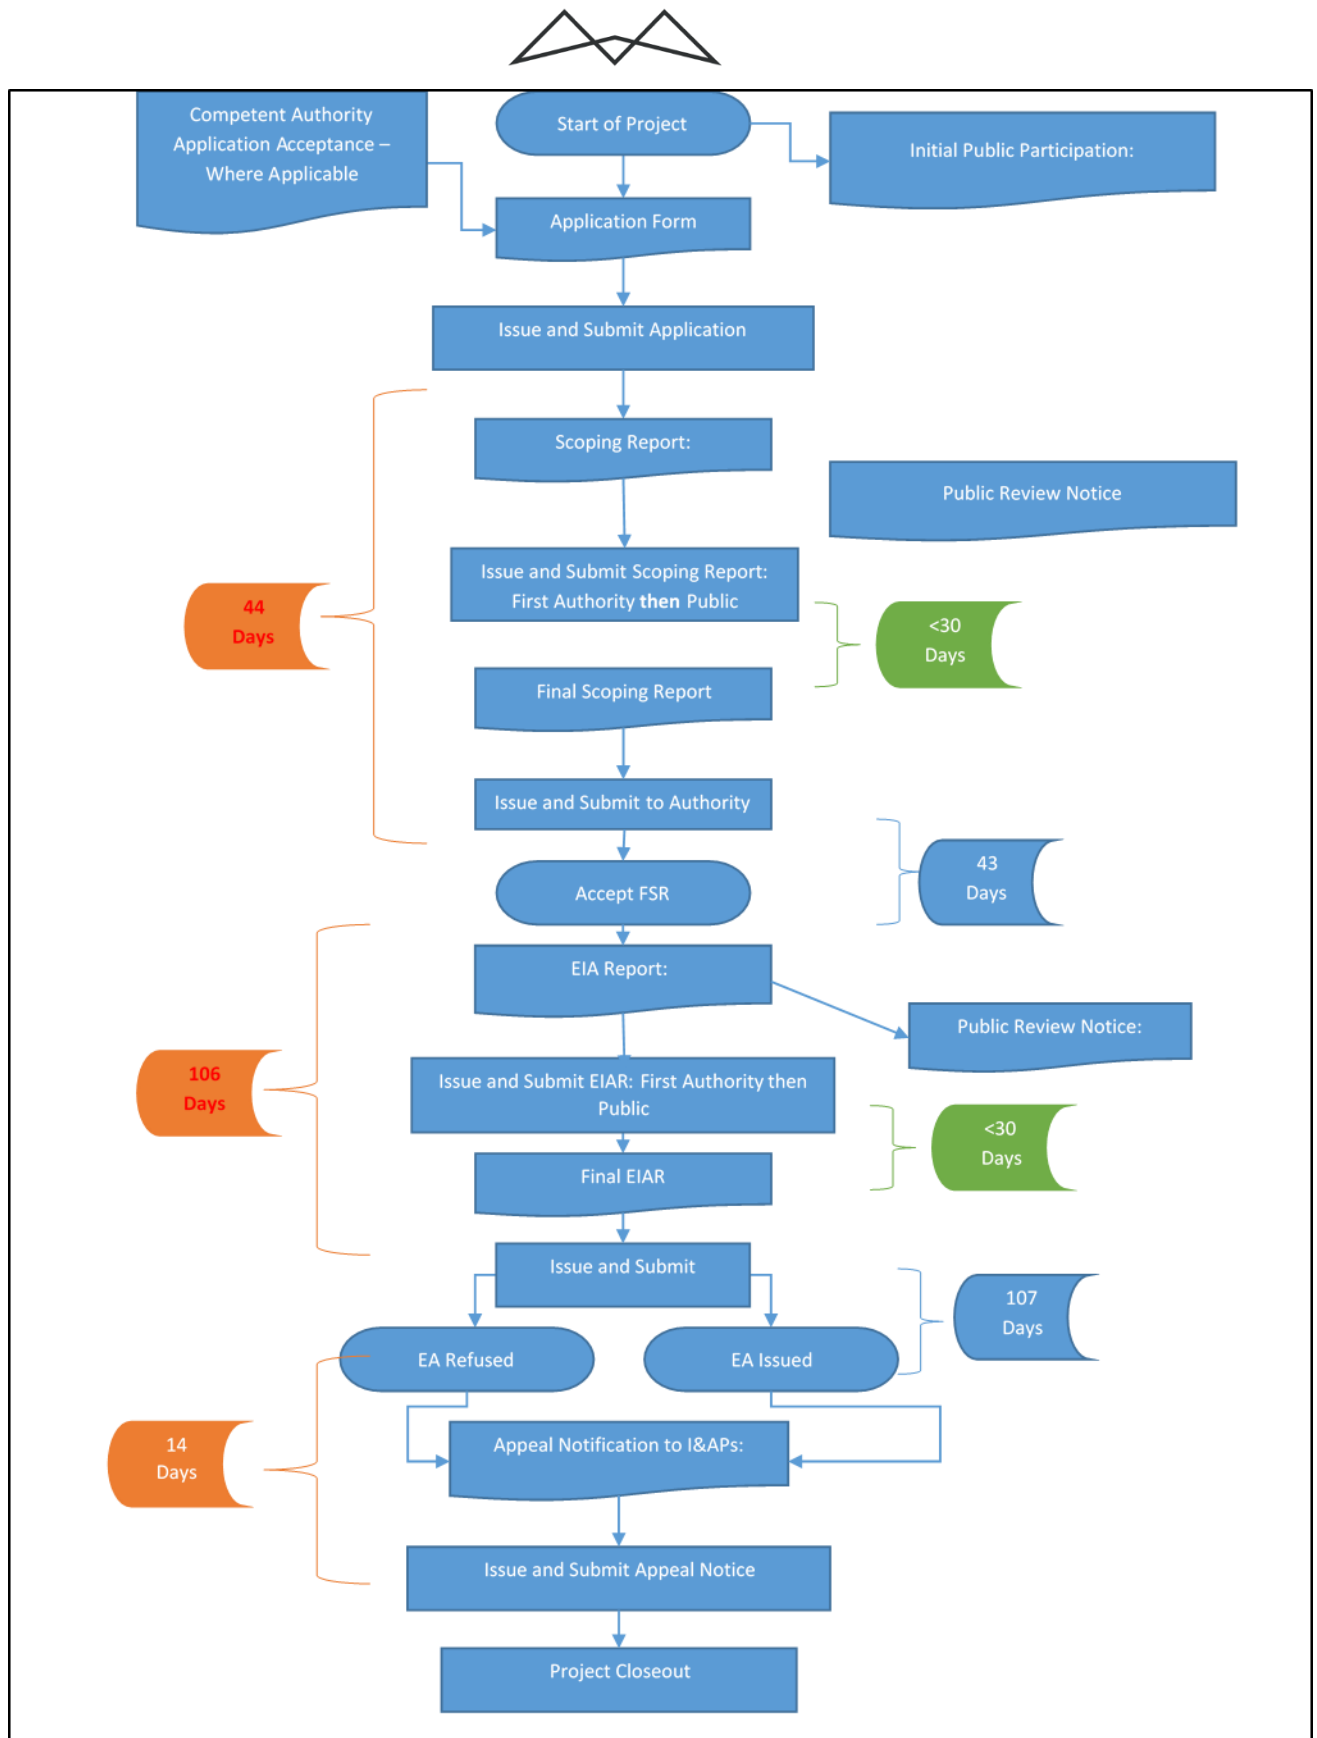 Competent Authority
Application Acceptance –
Where Applicable
Start of Project
Initial Public Participation:
Application Form
Issue and Submit Application
Scoping Report:
Public Review Notice
Issue and Submit Scoping Report:
First Authority then Public
44
Days
<30
Days
Final Scoping Report
Issue and Submit to Authority
43
Days
Accept FSR
EIA Report:
Public Review Notice:
106
Days
Issue and Submit EIAR: First Authority then
Public
<30
Days
Final EIAR
Issue and Submit
107
Days
EA Refused
EA Issued
14
Days
Appeal Notification to I&APs:
Issue and Submit Appeal Notice
Project Closeout